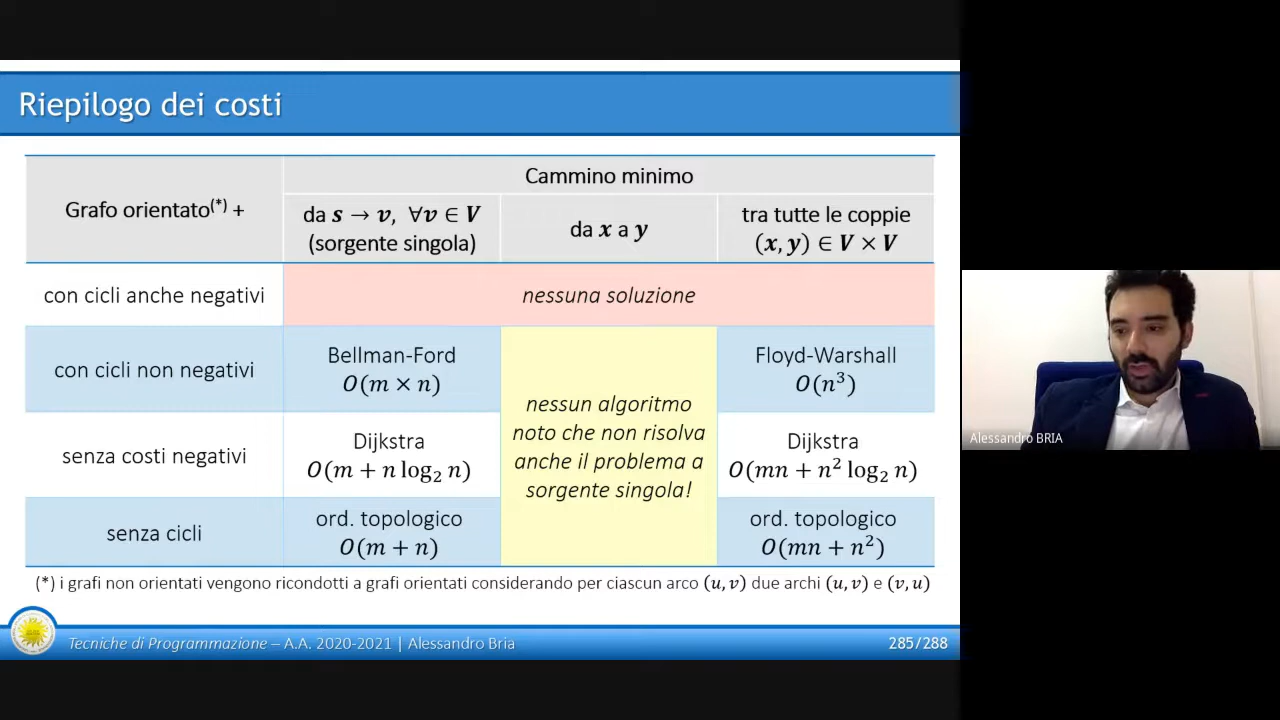 Riepilogo dei costi
Grafo orientato(*) +
Cammino minimo
da s → v, ∀v ∈ V
(sorgente singola)
da x a y
tra tutte le coppie
(x, y) ∈ V × V
con cicli anche negativi
nessuna soluzione
con cicli non negativi
Bellman-Ford
O(m × n)
nessun algoritmo
noto che non risolva
anche il problema a
sorgente singola!
Floyd-Warshall
O(n³)
senza costi negativi
Dijkstra
O(m + n log₂ n)
Dijkstra
O(mn + n² log₂ n)
senza cicli
ord. topologico
O(m + n)
ord. topologico
O(mn + n²)
(*) i grafi non orientati vengono ricondotti a grafi orientati considerando per ciascun arco (u, v) due archi (u, v) e (v, u)
Tecniche di Programmazione – A.A. 2020-2021 | Alessandro Bria
285/288
Alessandro BRIA